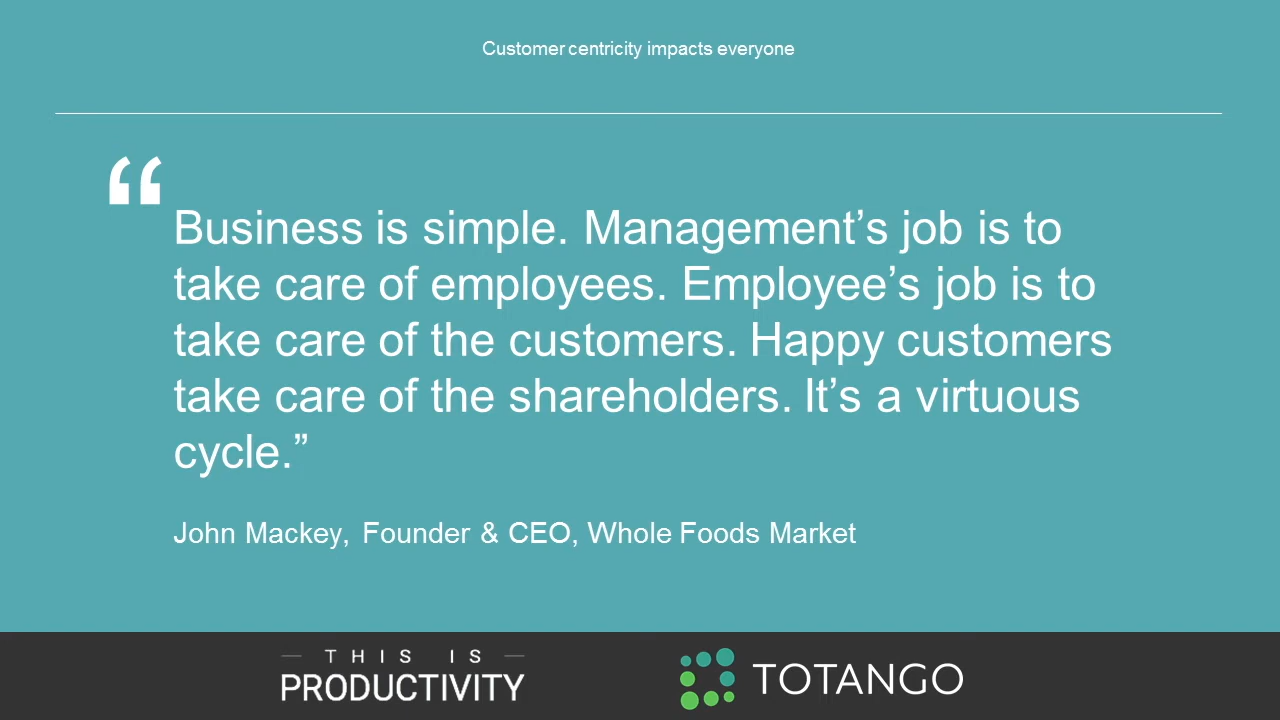 Customer centricity impacts everyone
“
Business is simple. Management’s job is to
take care of employees. Employee’s job is to
take care of the customers. Happy customers
take care of the shareholders. It’s a virtuous
cycle.”
John Mackey, Founder & CEO, Whole Foods Market
THIS IS
PRODUCTIVITY
TOTANGO